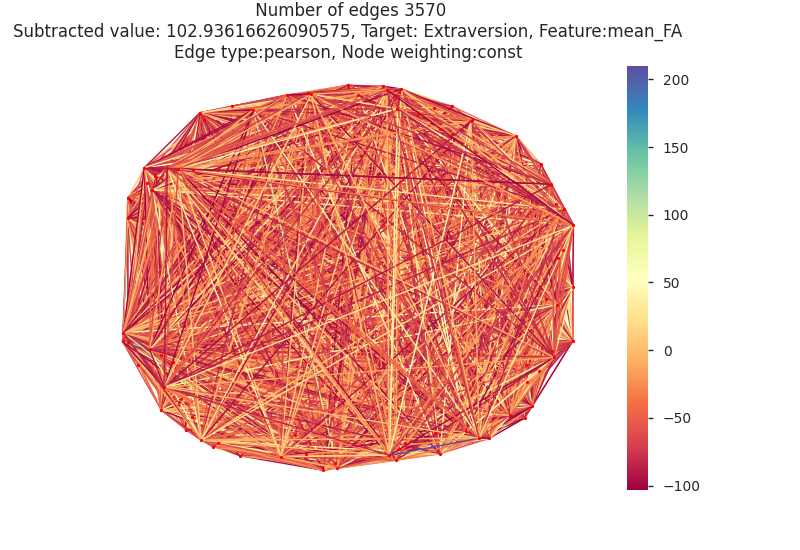 Number of edges 3570
Subtracted value: 102.93616626090575, Target: Extraversion, Feature:mean_FA
Edge type:pearson, Node weighting:const
200
150
100
50
0
−50
−100